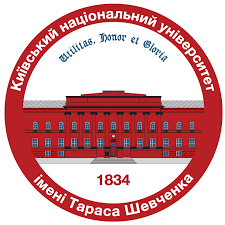 Київський національний університет
Utilitas, Honor et Gloria
1834
імені Тараса Шевченка